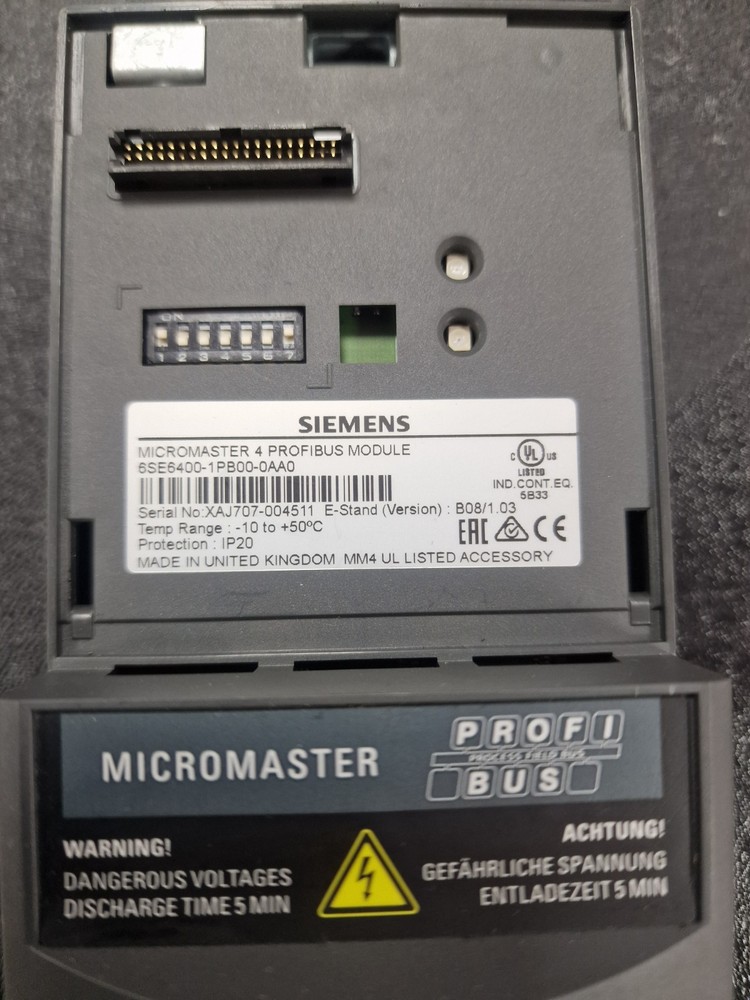 ON
1 2 3 4 5 6 7
SIEMENS
MICROMASTER 4 PROFIBUS MODULE
6SE6400-1PB00-0AA0
C UL US
LISTED
IND.CONT.EQ.
5B33
Serial No:XAJ707-004511 E-Stand (Version) : B08/1.03
Temp Range : -10 to +50ºC
Protection : IP20
EAC CE
MADE IN UNITED KINGDOM MM4 UL LISTED ACCESSORY
MICROMASTER
PROFI
PROCESS FIELD BUS
BUS
WARNING!
DANGEROUS VOLTAGES
DISCHARGE TIME 5 MIN
ACHTUNG!
GEFÄHRLICHE SPANNUNG
ENTLADEZEIT 5 MIN